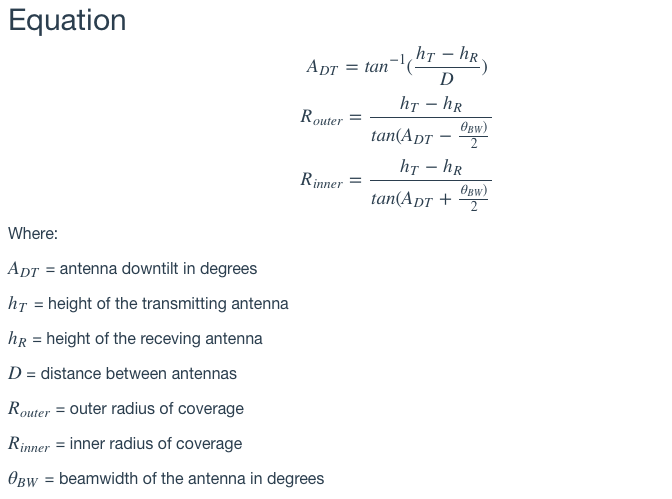 Equation
A_{DT} = tan^{-1}(\frac{h_T - h_R}{D})
R_{outer} = \frac{h_T - h_R}{tan(A_{DT} - \frac{θ_{BW})}{2}}
R_{inner} = \frac{h_T - h_R}{tan(A_{DT} + \frac{θ_{BW})}{2}}
Where:
A_{DT} = antenna downtilt in degrees
h_T = height of the transmitting antenna
h_R = height of the receving antenna
D = distance between antennas
R_{outer} = outer radius of coverage
R_{inner} = inner radius of coverage
θ_{BW} = beamwidth of the antenna in degrees